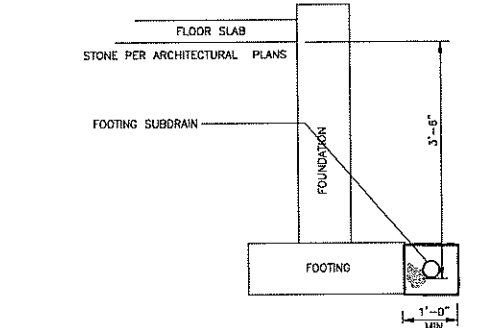 FLOOR SLAB
STONE PER ARCHITECTURAL PLANS
FOOTING SUBDRAIN
FOUNDATION
3'-6"
FOOTING
1'-0"
MIN